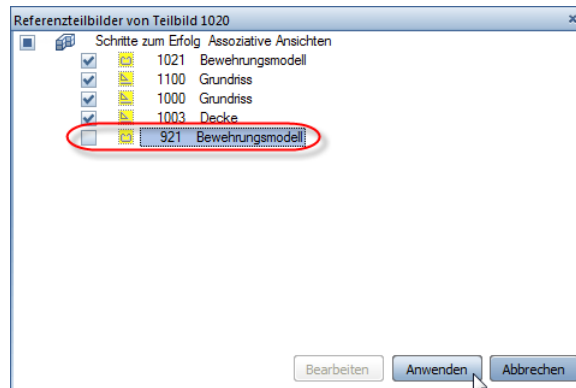 Referenzteilbilder von Teilbild 1020
Schritte zum Erfolg Assoziative Ansichten
1021 Bewehrungsmodell
1100 Grundriss
1000 Grundriss
1003 Decke
921 Bewehrungsmodell
Bearbeiten Anwenden Abbrechen